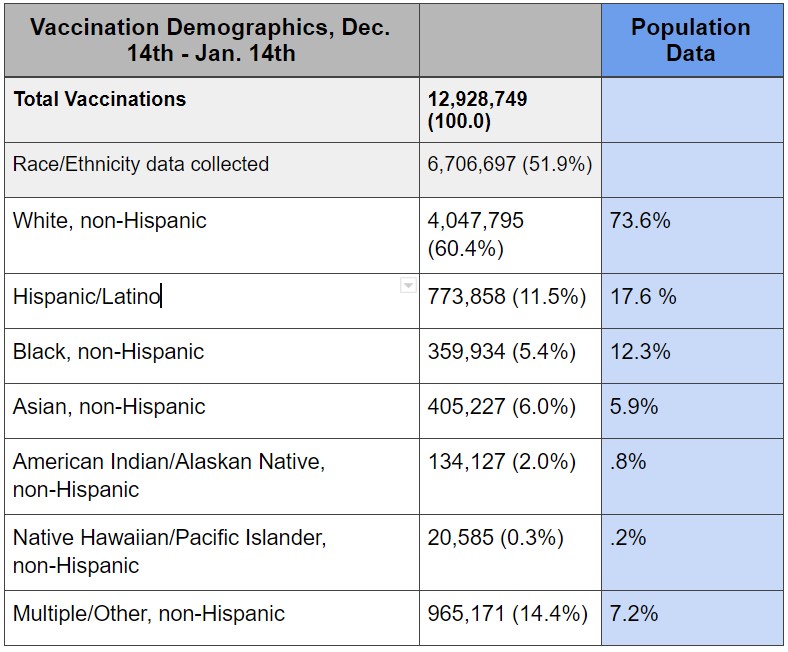 Vaccination Demographics, Dec.
14th - Jan. 14th
Population
Data
Total Vaccinations
12,928,749
(100.0)
Race/Ethnicity data collected
6,706,697 (51.9%)
White, non-Hispanic
4,047,795
(60.4%)
73.6%
Hispanic/Latino
773,858 (11.5%)
17.6 %
Black, non-Hispanic
359,934 (5.4%)
12.3%
Asian, non-Hispanic
405,227 (6.0%)
5.9%
American Indian/Alaskan Native,
non-Hispanic
134,127 (2.0%)
.8%
Native Hawaiian/Pacific Islander,
non-Hispanic
20,585 (0.3%)
.2%
Multiple/Other, non-Hispanic
965,171 (14.4%)
7.2%